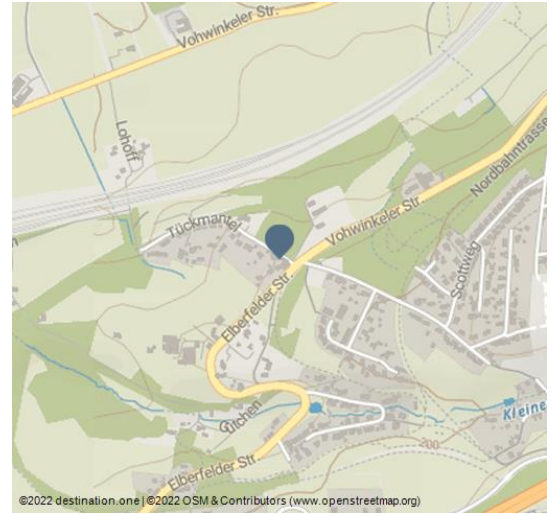 Vohwinkeler Str.
Lohoff
Nordbahntrasse
Tückmantel
Vohwinkeler Str.
Scottweg
Elberfelder Str.
Gütchen
Kleine
200
Elberfelder Str
©2022 destination.one | ©2022 OSM & Contributors (www.openstreetmap.org)